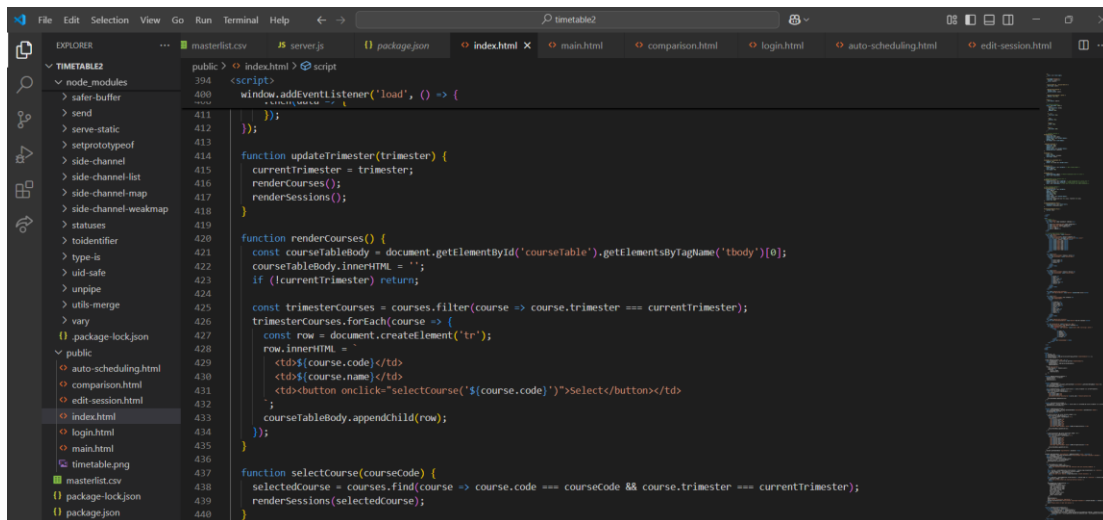 File Edit Selection View Go Run Terminal Help
timetable2
EXPLORER
masterlist.csv
JS server.js
{} package.json
index.html
main.html
comparison.html
login.html
auto-scheduling.html
edit-session.html
TIMETABLE2
node_modules
safer-buffer
send
serve-static
setprototypeof
side-channel
side-channel-list
side-channel-map
side-channel-weakmap
statuses
toidentifier
type-is
uid-safe
unpipe
utils-merge
vary
{} .package-lock.json
public
auto-scheduling.html
comparison.html
edit-session.html
index.html
login.html
main.html
timetable.png
masterlist.csv
{} package-lock.json
{} package.json
public > index.html > script
394 <script>
400 window.addEventListener('load', () => {
411 });
412 });
413
414 function updateTrimester(trimester) {
415 currentTrimester = trimester;
416 renderCourses();
417 renderSessions();
418 }
419
420 function renderCourses() {
421 const courseTableBody = document.getElementById('courseTable').getElementsByTagName('tbody')[0];
422 courseTableBody.innerHTML = ``;
423 if (!currentTrimester) return;
424
425 const trimesterCourses = courses.filter(course => course.trimester === currentTrimester);
426 trimesterCourses.forEach(course => {
427 const row = document.createElement('tr');
428 row.innerHTML = `
429 <td>${course.code}</td>
430 <td>${course.name}</td>
431 <td><button onclick="selectCourse('${course.code}')">Select</button></td>
432 `;
433 courseTableBody.appendChild(row);
434 });
435 }
436
437 function selectCourse(courseCode) {
438 selectedCourse = courses.find(course => course.code === courseCode && course.trimester === currentTrimester);
439 renderSessions(selectedCourse);
440 }